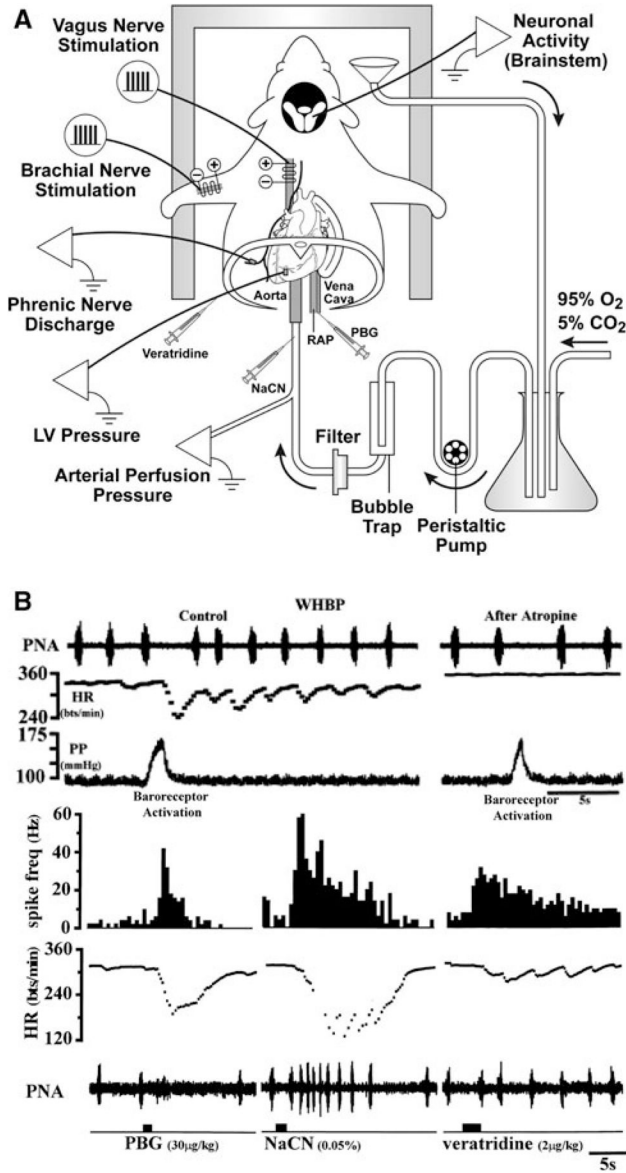 A
Vagus Nerve
Stimulation
Neuronal
Activity
(Brainstem)
Brachial Nerve
Stimulation
+
−
+
−
Phrenic Nerve
Discharge
Aorta
Vena
Cava
Veratridine
RAP
PBG
NaCN
95% O2
5% CO2
LV Pressure
Arterial Perfusion
Pressure
Filter
Bubble
Trap
Peristaltic
Pump
B
WHBP
Control
After Atropine
PNA
360
HR
(bts/min)
240
175
PP
(mmHg)
100
Baroreceptor
Activation
Baroreceptor
Activation
5s
spike freq (Hz)
60
40
20
0
HR (bts/min)
360
240
120
PNA
PBG (30µg/kg)
NaCN (0.05%)
veratridine (2µg/kg)
5s